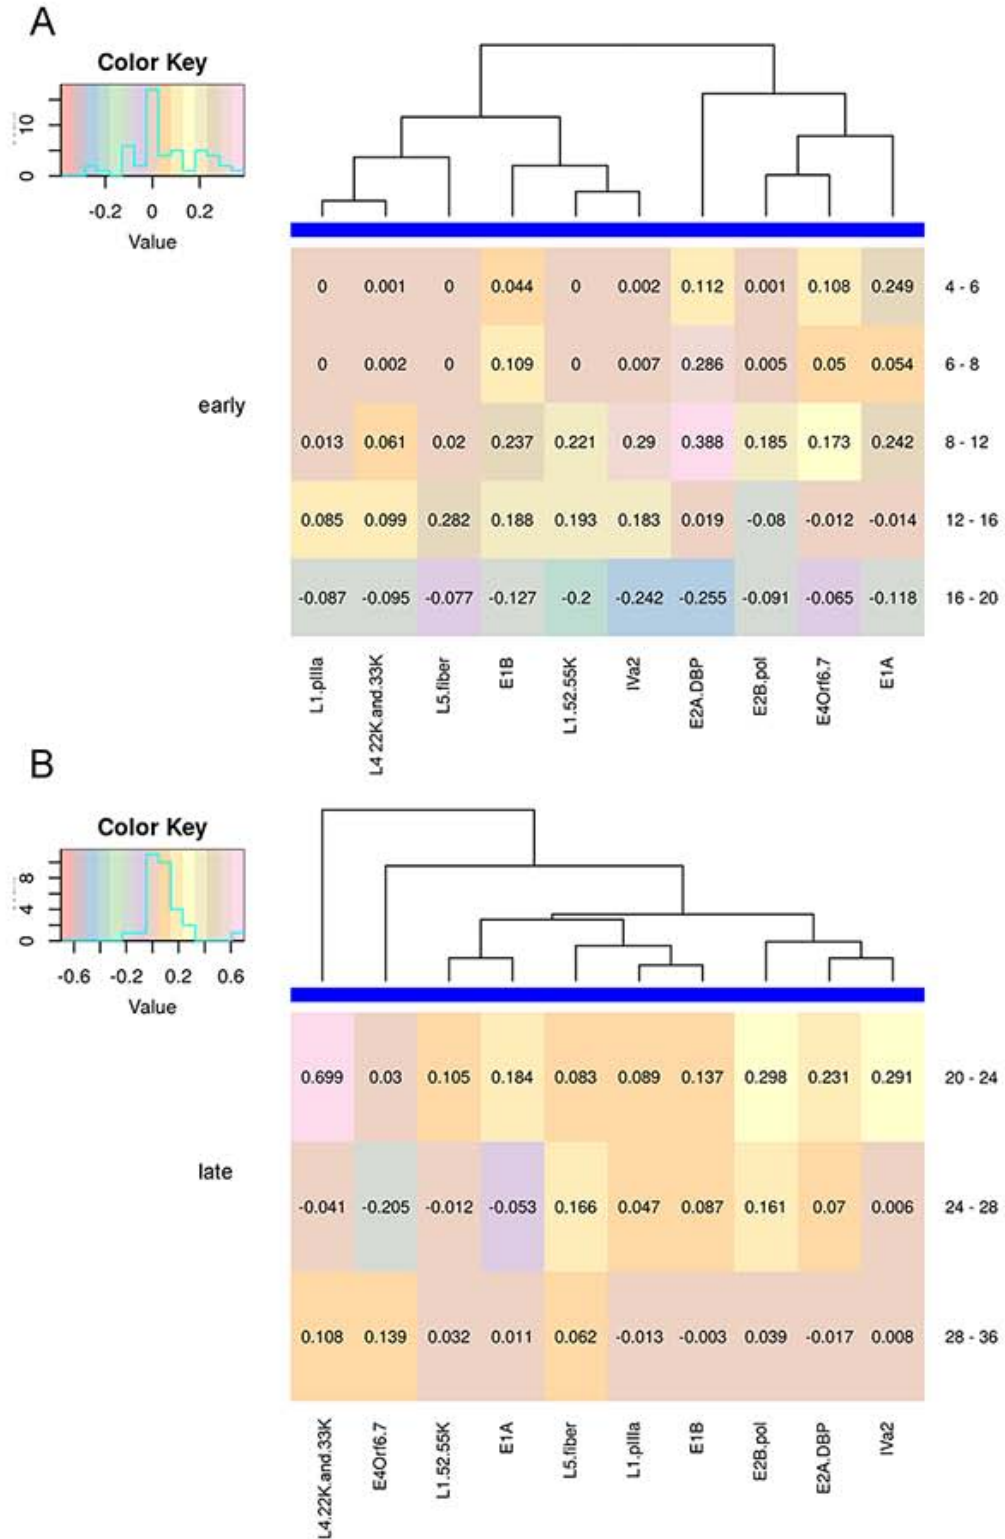 A
Color Key
10
0
-0.2 0 0.2
Value
0 0.001 0 0.044 0 0.002 0.112 0.001 0.108 0.249 4 - 6
0 0.002 0 0.109 0 0.007 0.286 0.005 0.05 0.054 6 - 8
early
0.013 0.061 0.02 0.237 0.221 0.29 0.388 0.185 0.173 0.242 8 - 12
0.085 0.099 0.282 0.188 0.193 0.183 0.019 -0.08 -0.012 -0.014 12 - 16
-0.087 -0.095 -0.077 -0.127 -0.2 -0.242 -0.255 -0.091 -0.065 -0.118 16 - 20
L1.pIIIa
L4 22K.and.33K
L5.fiber
E1B
L1.52.55K
IVa2
E2A.DBP
E2B.pol
E4Orf6.7
E1A
B
Color Key
8
4
0
-0.6 -0.2 0.2 0.6
Value
0.699 0.03 0.105 0.184 0.083 0.089 0.137 0.298 0.231 0.291 20 - 24
late
-0.041 -0.205 -0.012 -0.053 0.166 0.047 0.087 0.161 0.07 0.006 24 - 28
0.108 0.139 0.032 0.011 0.062 -0.013 -0.003 0.039 -0.017 0.008 28 - 36
L4.22K.and.33K
E4Orf6.7
L1.52.55K
E1A
L5.fiber
L1.pIIIa
E1B
E2B.pol
E2A.DBP
IVa2